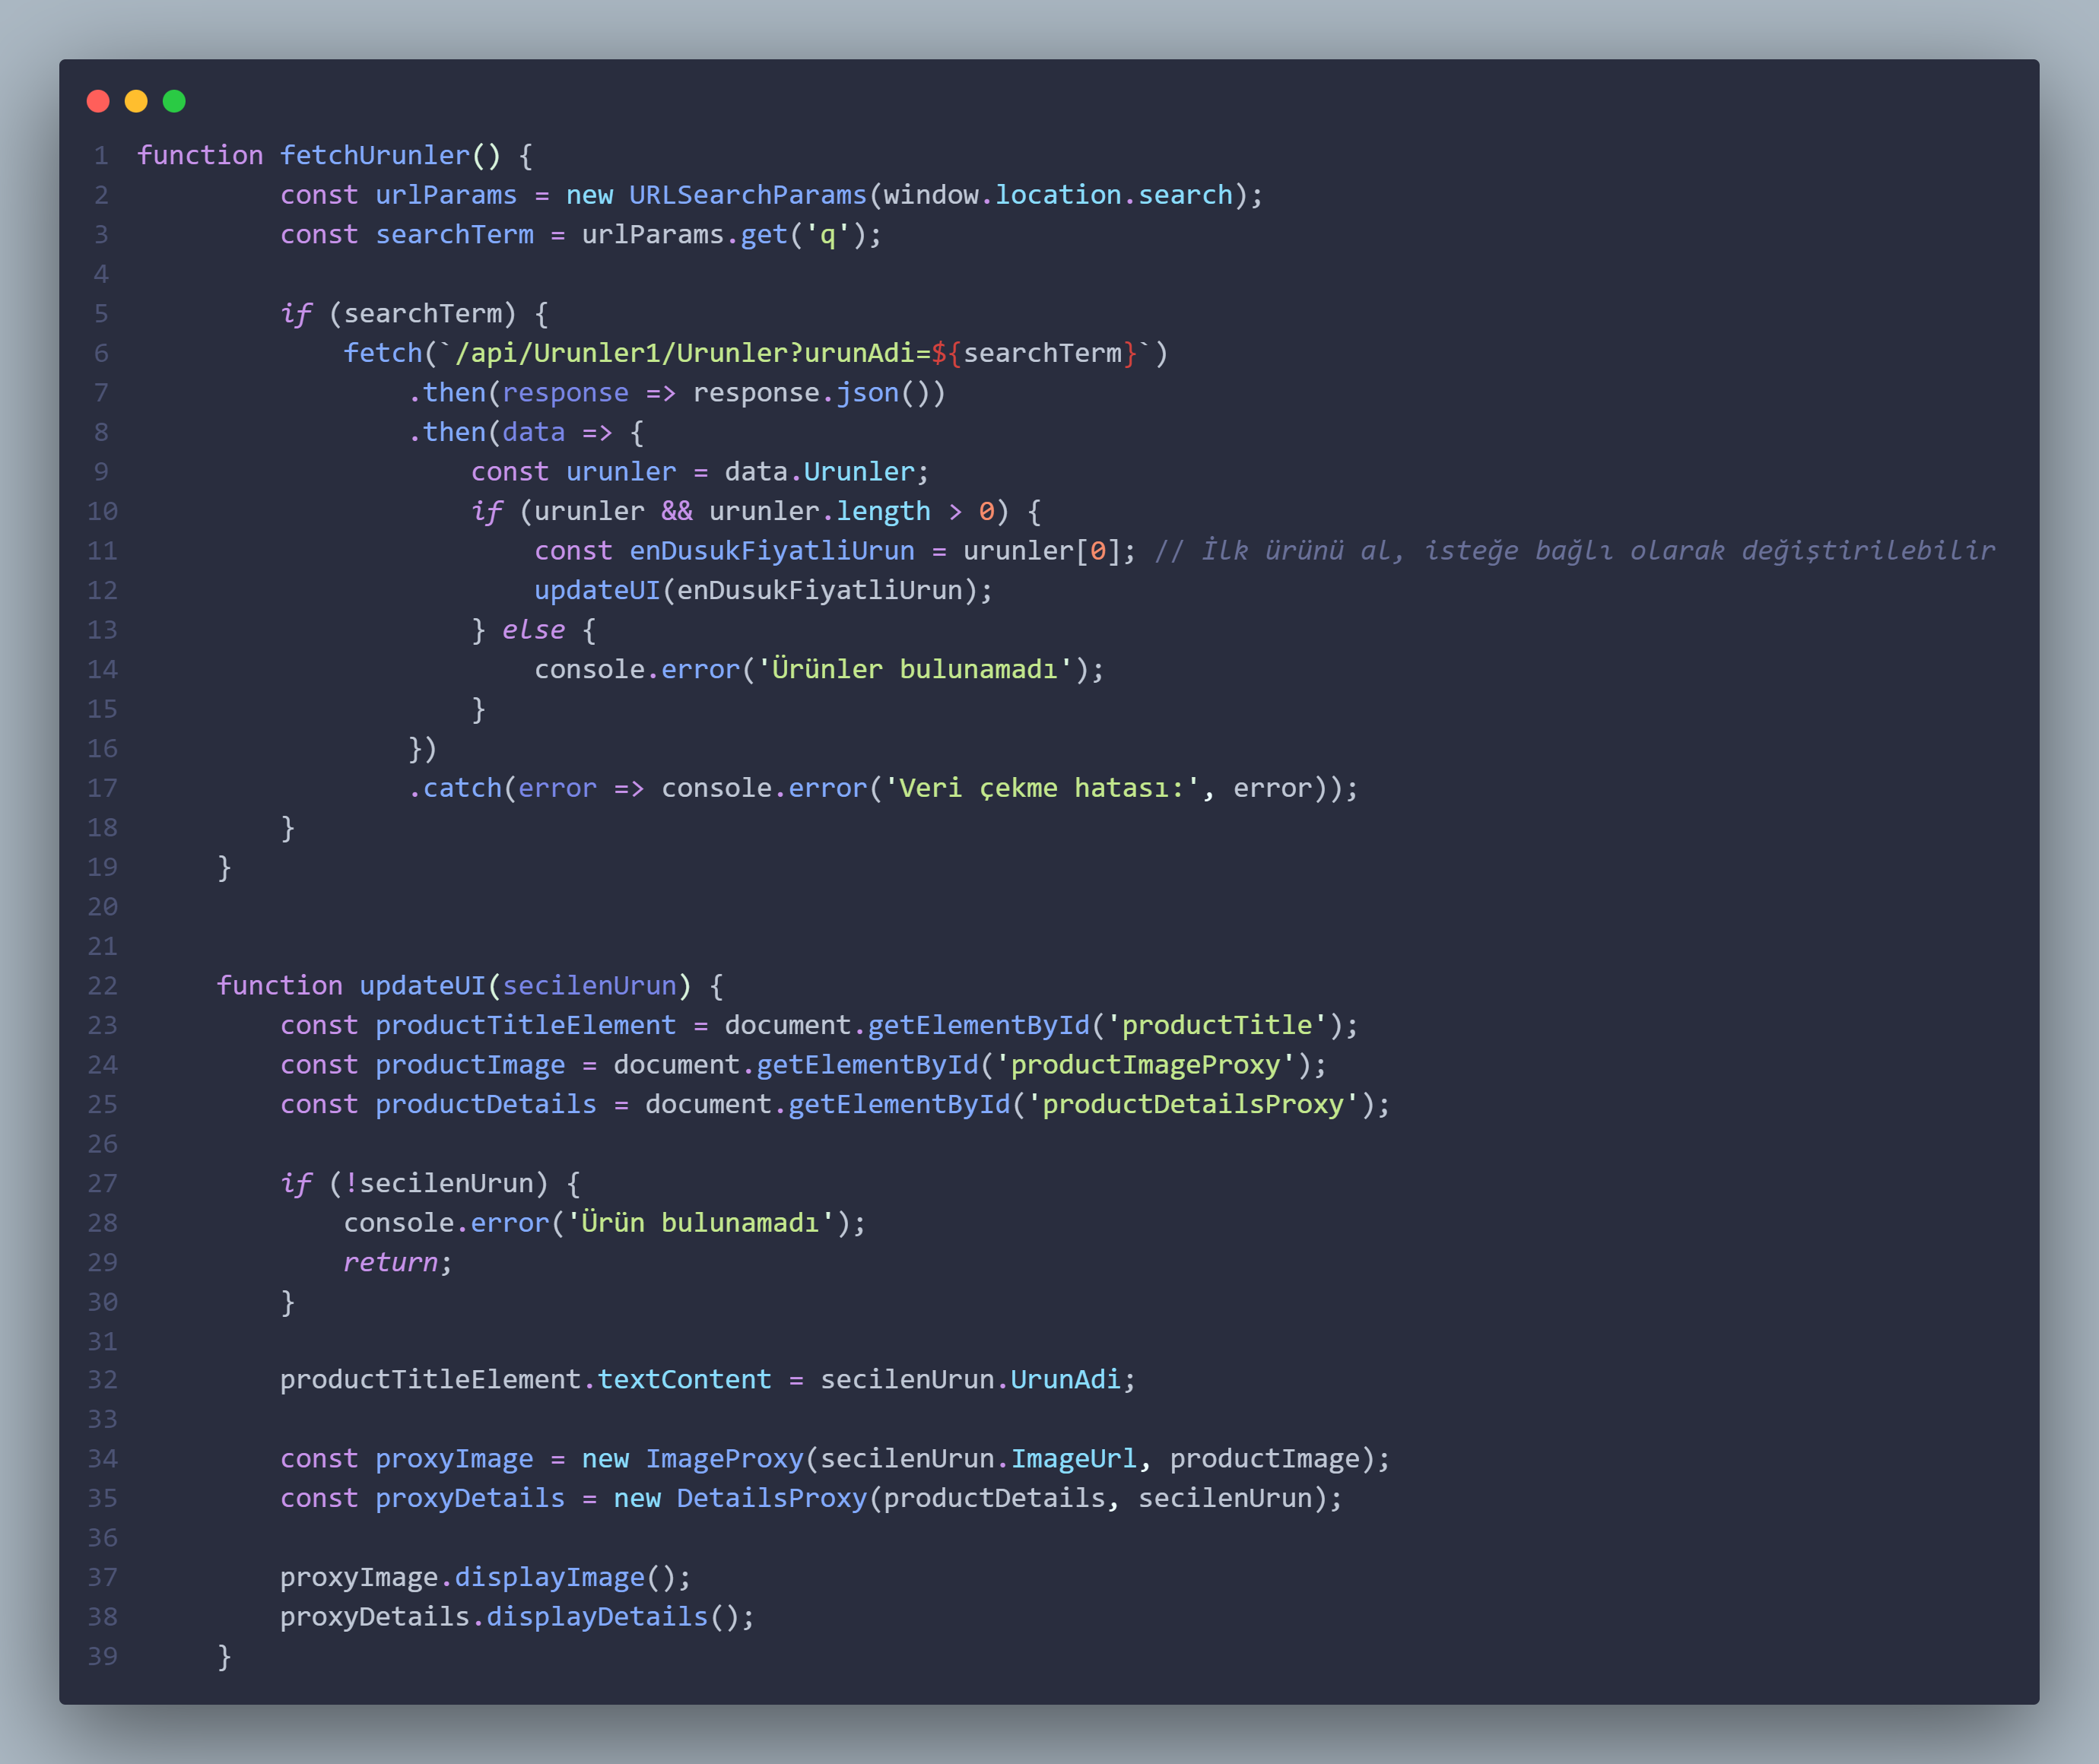 1 function fetchUrunler() {
2         const urlParams = new URLSearchParams(window.location.search);
3         const searchTerm = urlParams.get('q');
4
5         if (searchTerm) {
6             fetch(`/api/Urunler1/Urunler?urunAdi=${searchTerm}`)
7                 .then(response => response.json())
8                 .then(data => {
9                     const urunler = data.Urunler;
10                     if (urunler && urunler.length > 0) {
11                         const enDusukFiyatliUrun = urunler[0]; // İlk ürünü al, isteğe bağlı olarak değiştirilebilir
12                         updateUI(enDusukFiyatliUrun);
13                     } else {
14                         console.error('Ürünler bulunamadı');
15                     }
16                 })
17                 .catch(error => console.error('Veri çekme hatası:', error));
18         }
19     }
20
21
22     function updateUI(secilenUrun) {
23         const productTitleElement = document.getElementById('productTitle');
24         const productImage = document.getElementById('productImageProxy');
25         const productDetails = document.getElementById('productDetailsProxy');
26
27         if (!secilenUrun) {
28             console.error('Ürün bulunamadı');
29             return;
30         }
31
32         productTitleElement.textContent = secilenUrun.UrunAdi;
33
34         const proxyImage = new ImageProxy(secilenUrun.ImageUrl, productImage);
35         const proxyDetails = new DetailsProxy(productDetails, secilenUrun);
36
37         proxyImage.displayImage();
38         proxyDetails.displayDetails();
39     }